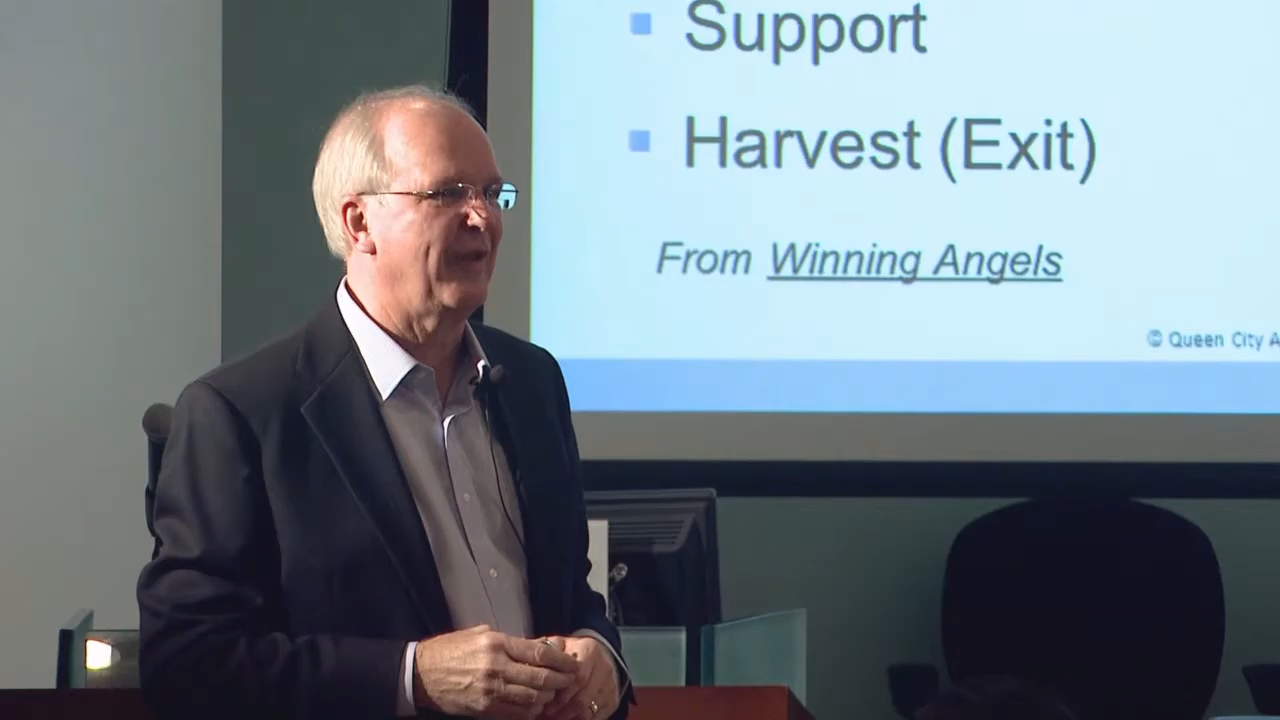 Support
Harvest (Exit)
From Winning Angels
© Queen City